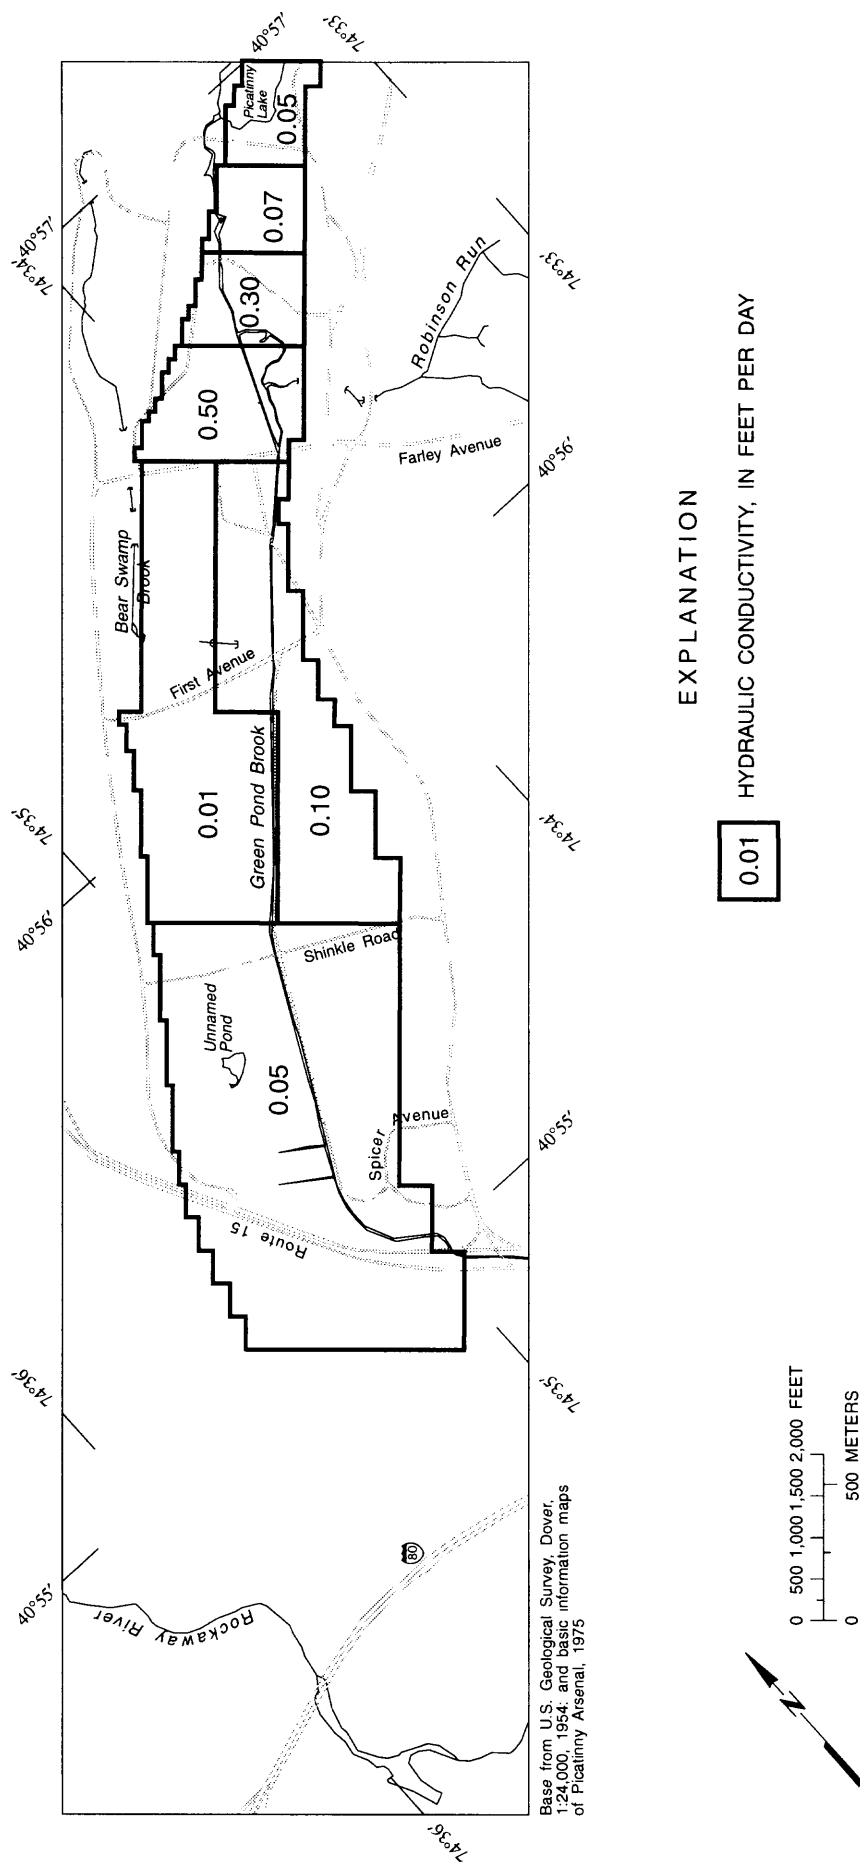 40°57′
74°33′
Picatinny
Lake
0.05
40°57′
74°34′
0.07
0.30
0.50
Robinson Run
74°33′
Farley Avenue
40°56′
Bear Swamp
Brook
First Avenue
74°35′
40°56′
0.01
Green Pond Brook
0.10
74°34′
Shinkle Road
Unnamed
Pond
0.05
Spicer
Avenue
40°55′
Route 15
74°36′
74°35′
40°55′
Rockaway River
80
74°36′
Base from U.S. Geological Survey, Dover,
1:24,000, 1954: and basic information maps
of Picatinny Arsenal, 1975
EXPLANATION
0.01 HYDRAULIC CONDUCTIVITY, IN FEET PER DAY
N
0 500 1,000 1,500 2,000 FEET
0 500 METERS